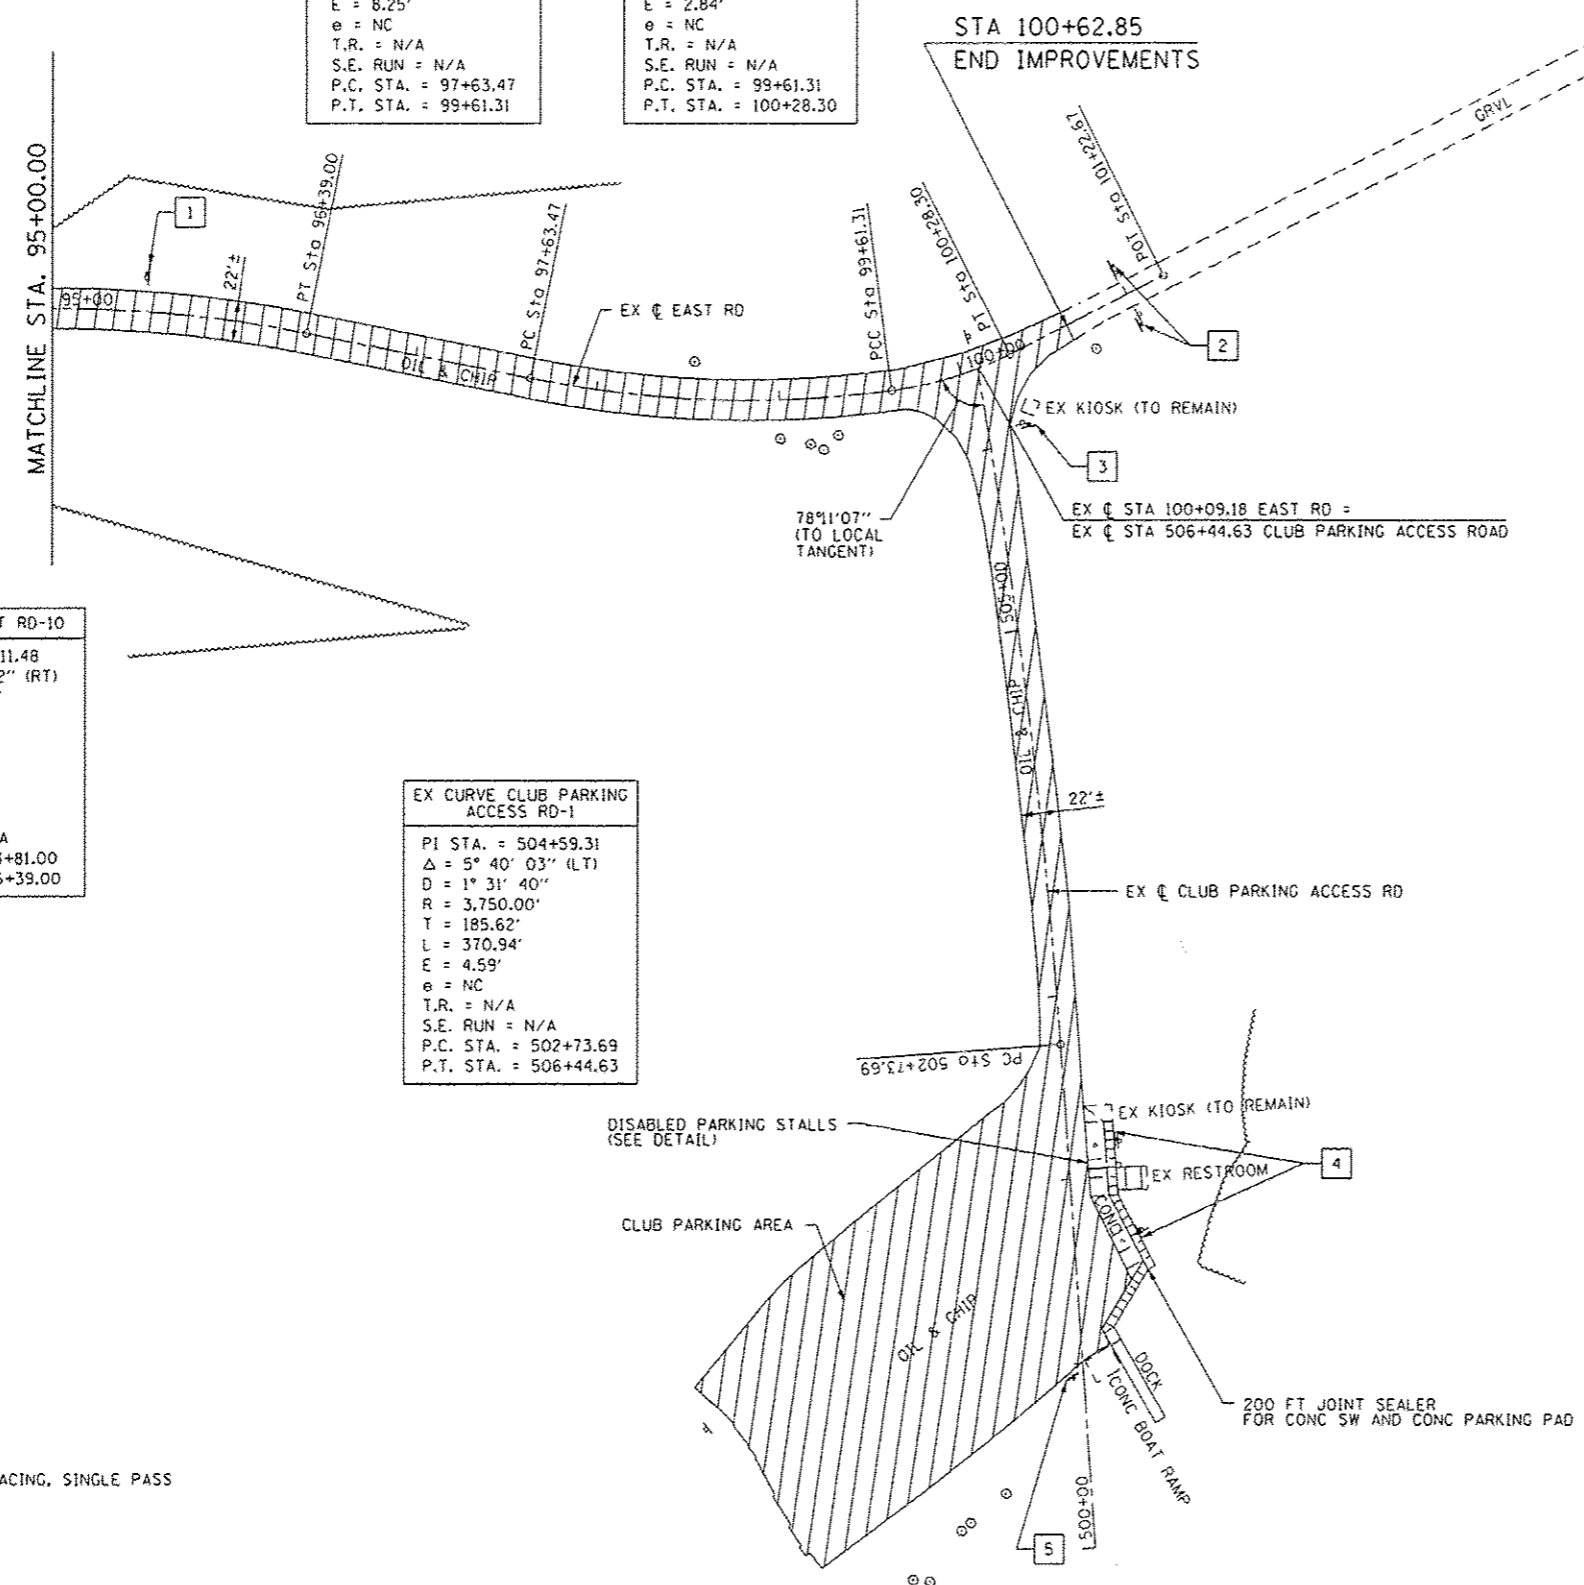 E = 8.25'
e = NC
T.R. = N/A
S.E. RUN = N/A
P.C. STA. = 97+63.47
P.T. STA. = 99+61.31
E = 2.84'
e = NC
T.R. = N/A
S.E. RUN = N/A
P.C. STA. = 99+61.31
P.T. STA. = 100+28.30
STA 100+62.85
END IMPROVEMENTS
GRVL
MATCHLINE STA. 95+00.00
1
95+00
22'±
PT Sta 96+39.00
PC Sta 97+63.47
EX ℄ EAST RD
OIL & CHIP
PCC Sta 99+61.31
PT Sta 100+28.30
POT Sta 101+22.67
100+00
2
EX KIOSK (TO REMAIN)
3
78°11'07"
(TO LOCAL
TANGENT)
EX ℄ STA 100+09.18 EAST RD =
EX ℄ STA 506+44.63 CLUB PARKING ACCESS ROAD
505+00
OIL & CHIP
22'±
EX ℄ CLUB PARKING ACCESS RD
T RD-10
11.48
2" (RT)
A
+81.00
+39.00
EX CURVE CLUB PARKING
ACCESS RD-1
PI STA. = 504+59.31
Δ = 5° 40' 03" (LT)
D = 1° 31' 40"
R = 3,750.00'
T = 185.62'
L = 370.94'
E = 4.59'
e = NC
T.R. = N/A
S.E. RUN = N/A
P.C. STA. = 502+73.69
P.T. STA. = 506+44.63
PC Sta 502+73.69
DISABLED PARKING STALLS
(SEE DETAIL)
EX KIOSK (TO REMAIN)
EX RESTROOM
4
CONC
CLUB PARKING AREA
OIL & CHIP
DOCK
CONC BOAT RAMP
200 FT JOINT SEALER
FOR CONC SW AND CONC PARKING PAD
500+00
5
ACING, SINGLE PASS